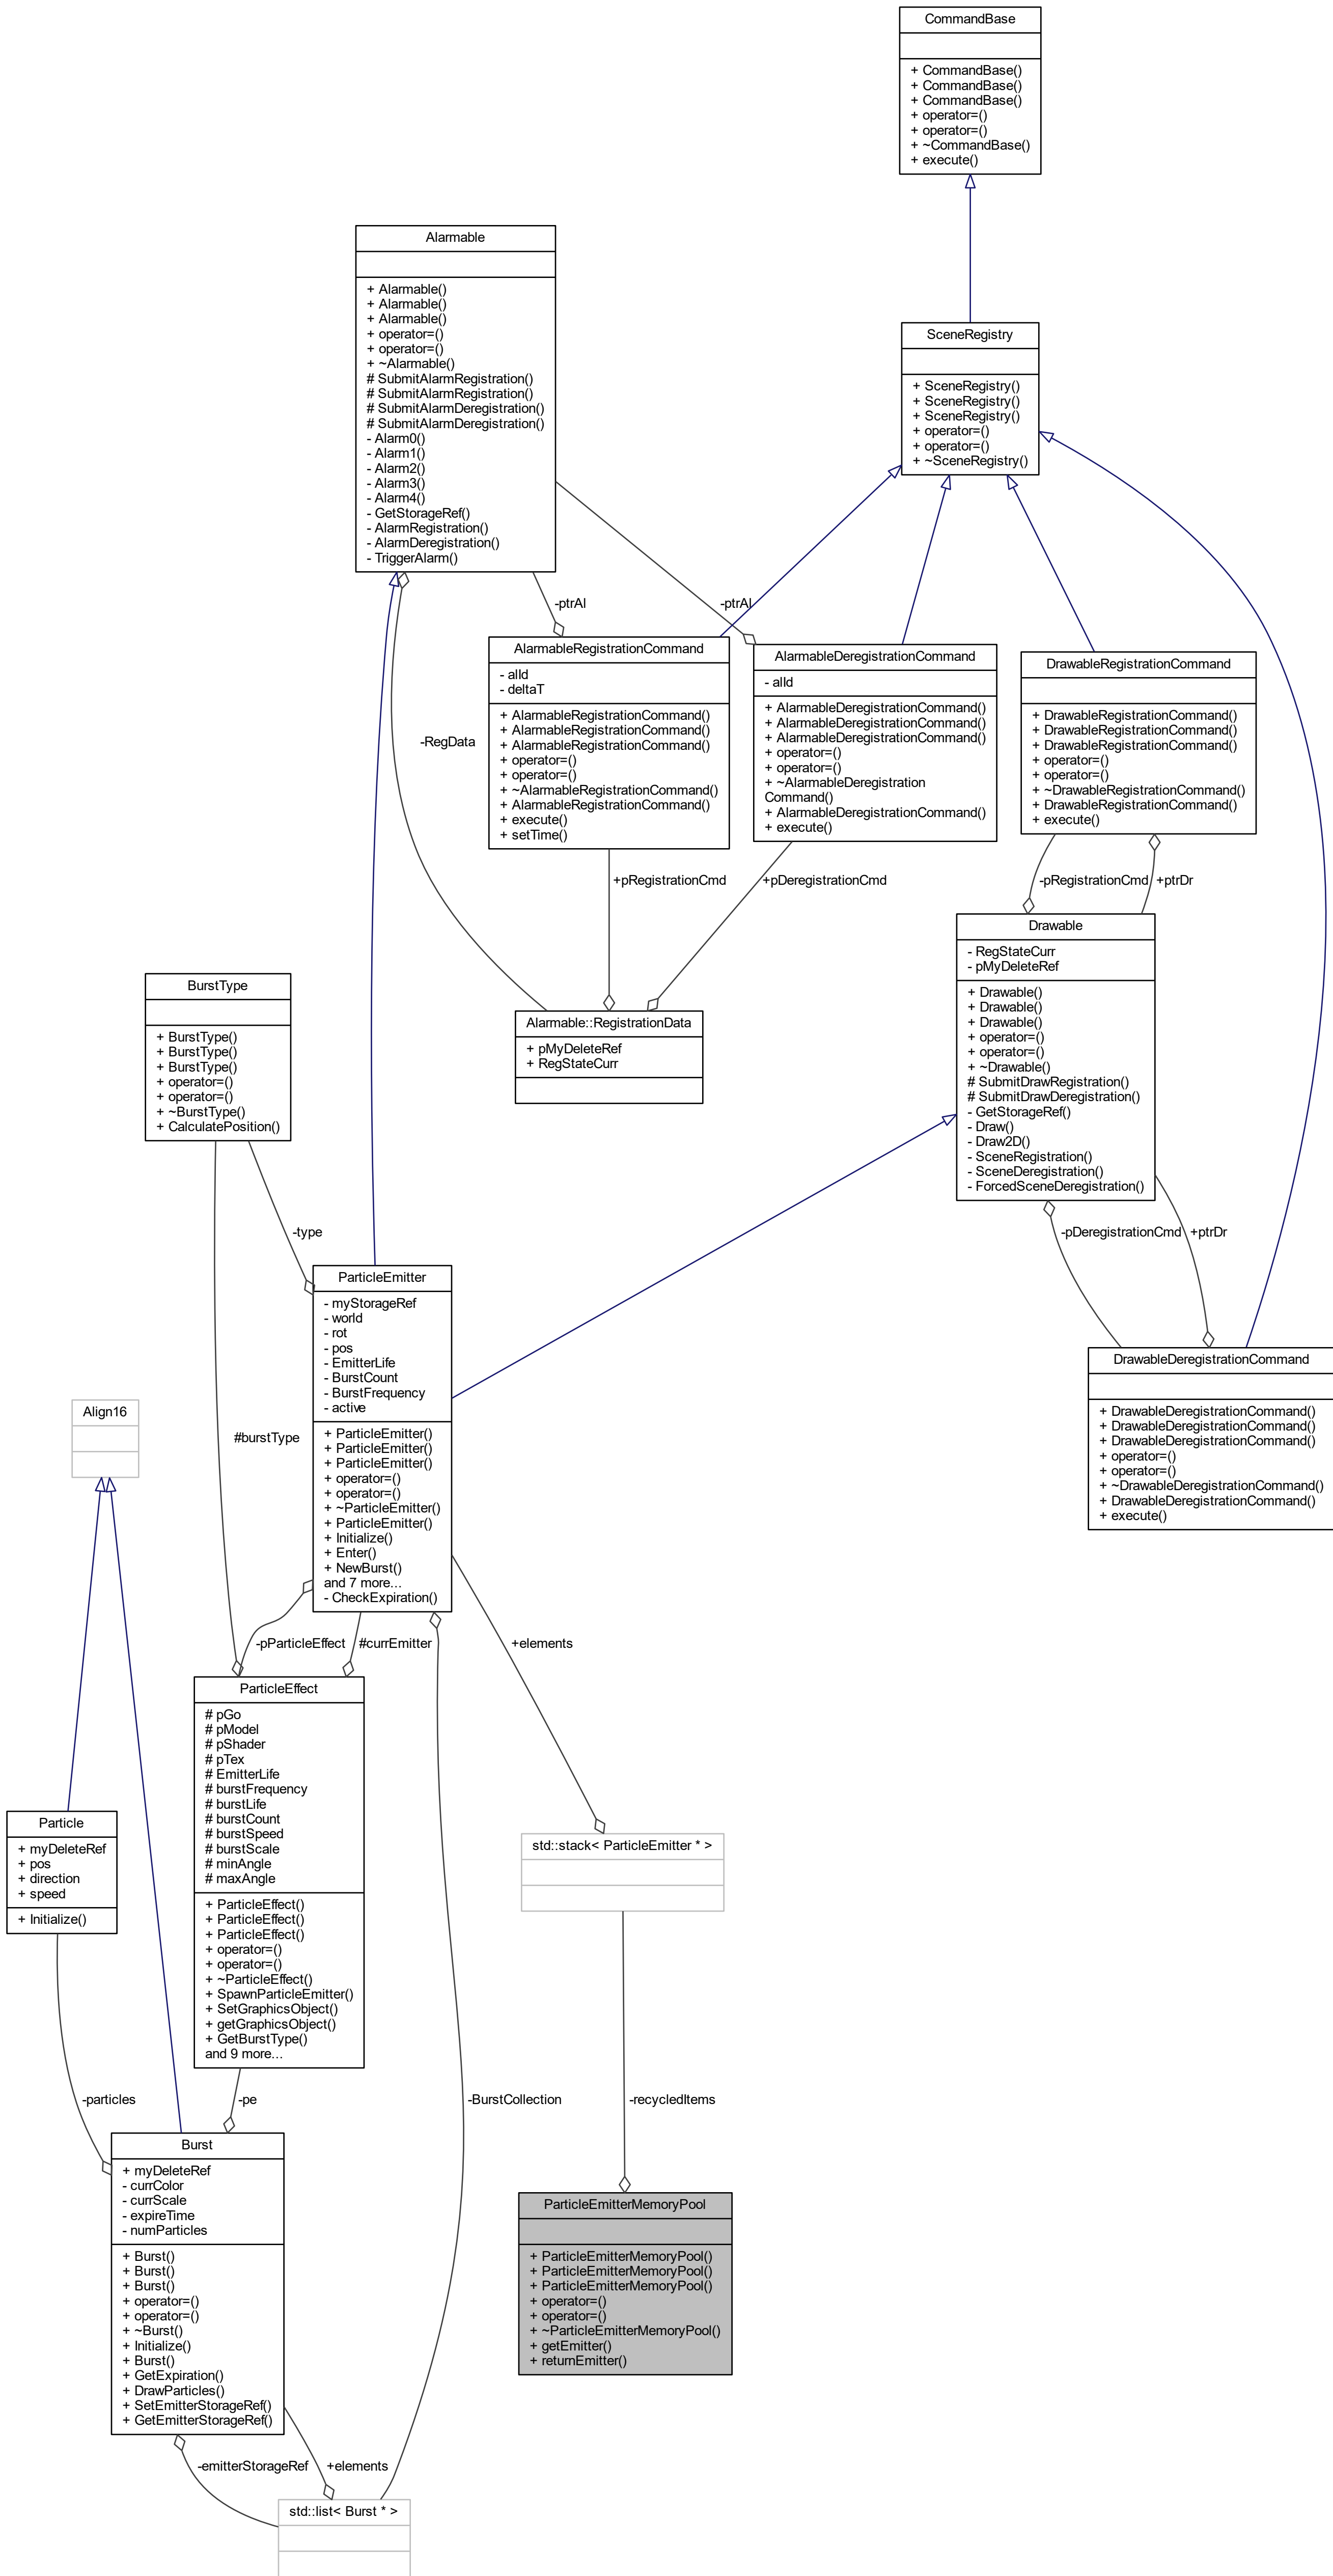 CommandBase
+ CommandBase()
+ CommandBase()
+ CommandBase()
+ operator=()
+ operator=()
+ ~CommandBase()
+ execute()
Alarmable
+ Alarmable()
+ Alarmable()
+ Alarmable()
+ operator=()
+ operator=()
+ ~Alarmable()
# SubmitAlarmRegistration()
# SubmitAlarmRegistration()
# SubmitAlarmDeregistration()
# SubmitAlarmDeregistration()
- Alarm0()
- Alarm1()
- Alarm2()
- Alarm3()
- Alarm4()
- GetStorageRef()
- AlarmRegistration()
- AlarmDeregistration()
- TriggerAlarm()
SceneRegistry
+ SceneRegistry()
+ SceneRegistry()
+ SceneRegistry()
+ operator=()
+ operator=()
+ ~SceneRegistry()
-ptrAl
-ptrAl
AlarmableRegistrationCommand
- alId
- deltaT
+ AlarmableRegistrationCommand()
+ AlarmableRegistrationCommand()
+ AlarmableRegistrationCommand()
+ operator=()
+ operator=()
+ ~AlarmableRegistrationCommand()
+ AlarmableRegistrationCommand()
+ execute()
+ setTime()
AlarmableDeregistrationCommand
- alId
+ AlarmableDeregistrationCommand()
+ AlarmableDeregistrationCommand()
+ AlarmableDeregistrationCommand()
+ operator=()
+ operator=()
+ ~AlarmableDeregistration
Command()
+ AlarmableDeregistrationCommand()
+ execute()
DrawableRegistrationCommand
+ DrawableRegistrationCommand()
+ DrawableRegistrationCommand()
+ DrawableRegistrationCommand()
+ operator=()
+ operator=()
+ ~DrawableRegistrationCommand()
+ DrawableRegistrationCommand()
+ execute()
-RegData
+pRegistrationCmd
+pDeregistrationCmd
-pRegistrationCmd
+ptrDr
Drawable
- RegStateCurr
- pMyDeleteRef
+ Drawable()
+ Drawable()
+ Drawable()
+ operator=()
+ operator=()
+ ~Drawable()
# SubmitDrawRegistration()
# SubmitDrawDeregistration()
- GetStorageRef()
- Draw()
- Draw2D()
- SceneRegistration()
- SceneDeregistration()
- ForcedSceneDeregistration()
BurstType
+ BurstType()
+ BurstType()
+ BurstType()
+ operator=()
+ operator=()
+ ~BurstType()
+ CalculatePosition()
Alarmable::RegistrationData
+ pMyDeleteRef
+ RegStateCurr
-type
-pDeregistrationCmd
+ptrDr
ParticleEmitter
- myStorageRef
- world
- rot
- pos
- EmitterLife
- BurstCount
- BurstFrequency
- active
+ ParticleEmitter()
+ ParticleEmitter()
+ ParticleEmitter()
+ operator=()
+ operator=()
+ ~ParticleEmitter()
+ ParticleEmitter()
+ Initialize()
+ Enter()
+ NewBurst()
and 7 more...
- CheckExpiration()
DrawableDeregistrationCommand
+ DrawableDeregistrationCommand()
+ DrawableDeregistrationCommand()
+ DrawableDeregistrationCommand()
+ operator=()
+ operator=()
+ ~DrawableDeregistrationCommand()
+ DrawableDeregistrationCommand()
+ execute()
Align16
#burstType
-pParticleEffect
#currEmitter
+elements
ParticleEffect
# pGo
# pModel
# pShader
# pTex
# EmitterLife
# burstFrequency
# burstLife
# burstCount
# burstSpeed
# burstScale
# minAngle
# maxAngle
+ ParticleEffect()
+ ParticleEffect()
+ ParticleEffect()
+ operator=()
+ operator=()
+ ~ParticleEffect()
+ SpawnParticleEmitter()
+ SetGraphicsObject()
+ getGraphicsObject()
+ GetBurstType()
and 9 more...
Particle
+ myDeleteRef
+ pos
+ direction
+ speed
+ Initialize()
std::stack< ParticleEmitter * >
-particles
-pe
-BurstCollection
-recycledItems
Burst
+ myDeleteRef
- currColor
- currScale
- expireTime
- numParticles
+ Burst()
+ Burst()
+ Burst()
+ operator=()
+ operator=()
+ ~Burst()
+ Initialize()
+ Burst()
+ GetExpiration()
+ DrawParticles()
+ SetEmitterStorageRef()
+ GetEmitterStorageRef()
ParticleEmitterMemoryPool
+ ParticleEmitterMemoryPool()
+ ParticleEmitterMemoryPool()
+ ParticleEmitterMemoryPool()
+ operator=()
+ operator=()
+ ~ParticleEmitterMemoryPool()
+ getEmitter()
+ returnEmitter()
-emitterStorageRef
+elements
std::list< Burst * >